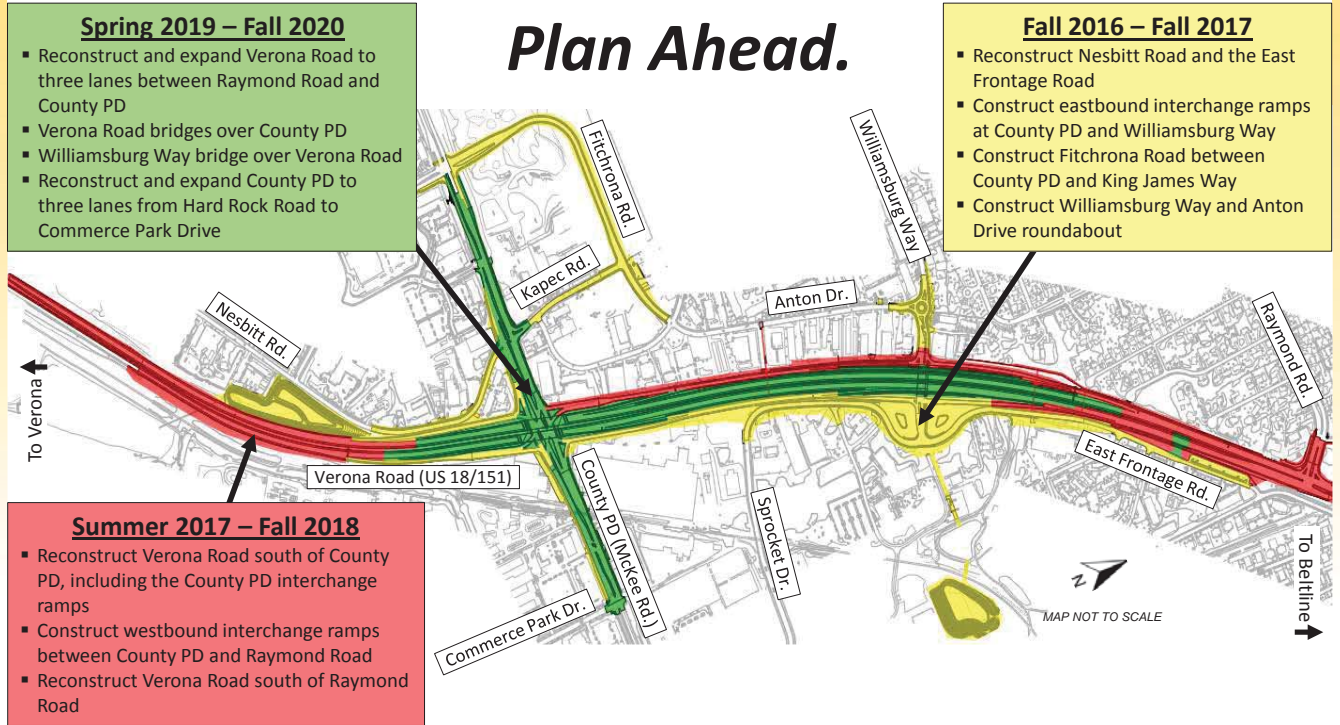 Plan Ahead.
Spring 2019 – Fall 2020
▪ Reconstruct and expand Verona Road to
three lanes between Raymond Road and
County PD
▪ Verona Road bridges over County PD
▪ Williamsburg Way bridge over Verona Road
▪ Reconstruct and expand County PD to
three lanes from Hard Rock Road to
Commerce Park Drive
Fall 2016 – Fall 2017
▪ Reconstruct Nesbitt Road and the East
Frontage Road
▪ Construct eastbound interchange ramps
at County PD and Williamsburg Way
▪ Construct Fitchrona Road between
County PD and King James Way
▪ Construct Williamsburg Way and Anton
Drive roundabout
Fitchrona Rd.
Williamsburg Way
Kapec Rd.
Anton Dr.
Nesbitt Rd.
Raymond Rd.
To Verona
Verona Road (US 18/151)
East Frontage Rd.
County PD (McKee Rd.)
Sprocket Dr.
Commerce Park Dr.
N
MAP NOT TO SCALE
To Beltline
Summer 2017 – Fall 2018
▪ Reconstruct Verona Road south of County
PD, including the County PD interchange
ramps
▪ Construct westbound interchange ramps
between County PD and Raymond Road
▪ Reconstruct Verona Road south of Raymond
Road